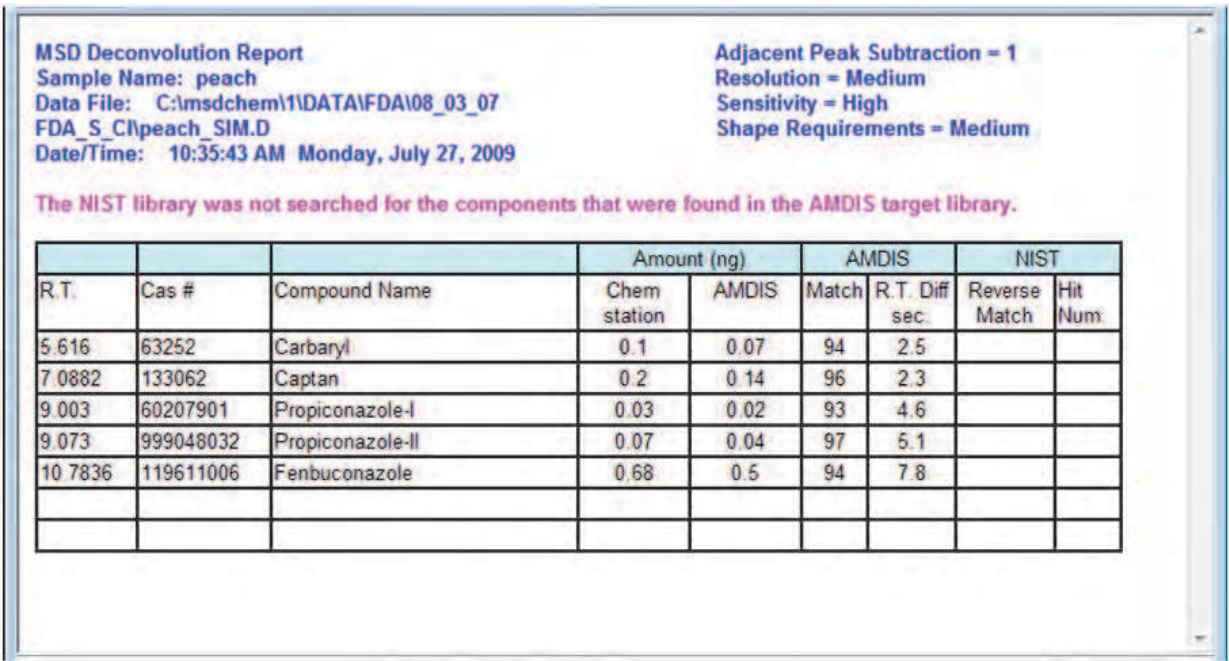 MSD Deconvolution Report
Sample Name: peach
Data File: C:\msdchem\1\DATA\FDA\08_03_07
FDA_S_CI\peach_SIM.D
Date/Time: 10:35:43 AM Monday, July 27, 2009
Adjacent Peak Subtraction = 1
Resolution = Medium
Sensitivity = High
Shape Requirements = Medium
The NIST library was not searched for the components that were found in the AMDIS target library.
Amount (ng) AMDIS NIST
R.T. Cas # Compound Name Chem station AMDIS Match R.T. Diff sec. Reverse Match Hit Num.
5.616 63252 Carbaryl 0.1 0.07 94 2.5
7.0882 133062 Captan 0.2 0.14 96 2.3
9.003 60207901 Propiconazole-I 0.03 0.02 93 4.6
9.073 999048032 Propiconazole-II 0.07 0.04 97 5.1
10.7836 119611006 Fenbuconazole 0.68 0.5 94 7.8